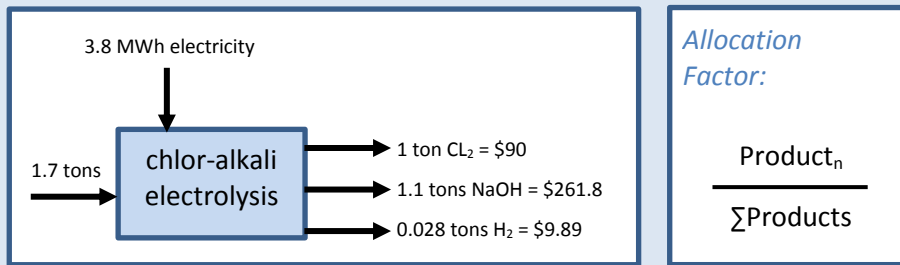 3.8 MWh electricity
1.7 tons
chlor-alkali
electrolysis
1 ton CL₂ = $90
1.1 tons NaOH = $261.8
0.028 tons H₂ = $9.89
Allocation
Factor:
Productₙ
∑Products